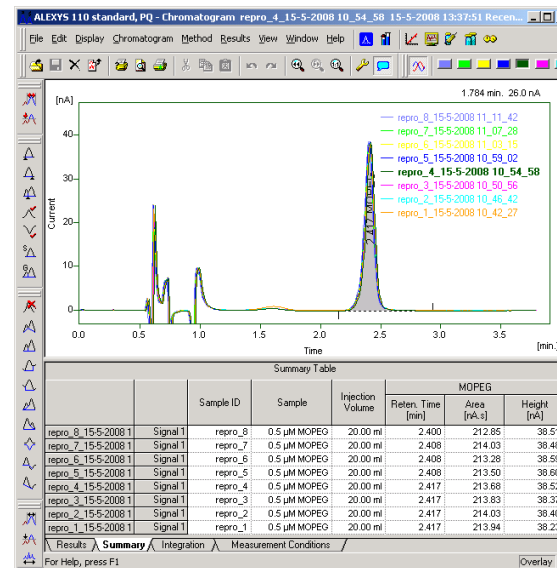 ALEXYS 110 standard, PQ - Chromatogram repro_4_15-5-2008 10_54_58 15-5-2008 13:37:51 Recen...
File Edit Display Chromatogram Method Results View Window Help
[nA]
1.784 min. 26.0 nA
repro_8_15-5-2008 11_11_42
repro_7_15-5-2008 11_07_28
repro_6_15-5-2008 11_03_15
repro_5_15-5-2008 10_59_02
repro_4_15-5-2008 10_54_58
repro_3_15-5-2008 10_50_56
repro_2_15-5-2008 10_46_42
repro_1_15-5-2008 10_42_27
40
30
20
10
0
Current
2.417 MOPEG
0.0 0.5 1.0 1.5 2.0 2.5 3.0 3.5
Time
[min.]
Summary Table
MOPEG
Sample ID Sample Injection Volume Reten. Time [min] Area [nA.s] Height [nA]
repro_8_15-5-2008 1 Signal 1 repro_8 0.5 µM MOPEG 20.00 ml 2.400 212.85 38.51
repro_7_15-5-2008 1 Signal 1 repro_7 0.5 µM MOPEG 20.00 ml 2.408 214.03 38.48
repro_6_15-5-2008 1 Signal 1 repro_6 0.5 µM MOPEG 20.00 ml 2.408 213.28
repro_5_15-5-2008 1 Signal 1 repro_5 0.5 µM MOPEG 20.00 ml 2.408 213.50
repro_4_15-5-2008 1 Signal 1 repro_4 0.5 µM MOPEG 20.00 ml 2.417 213.68
repro_3_15-5-2008 1 Signal 1 repro_3 0.5 µM MOPEG 20.00 ml 2.417 213.83
repro_2_15-5-2008 1 Signal 1 repro_2 0.5 µM MOPEG 20.00 ml 2.417 214.03
repro_1_15-5-2008 1 Signal 1 repro_1 0.5 µM MOPEG 20.00 ml 2.417 213.94
Results Summary Integration Measurement Conditions
For Help, press F1
Overlay